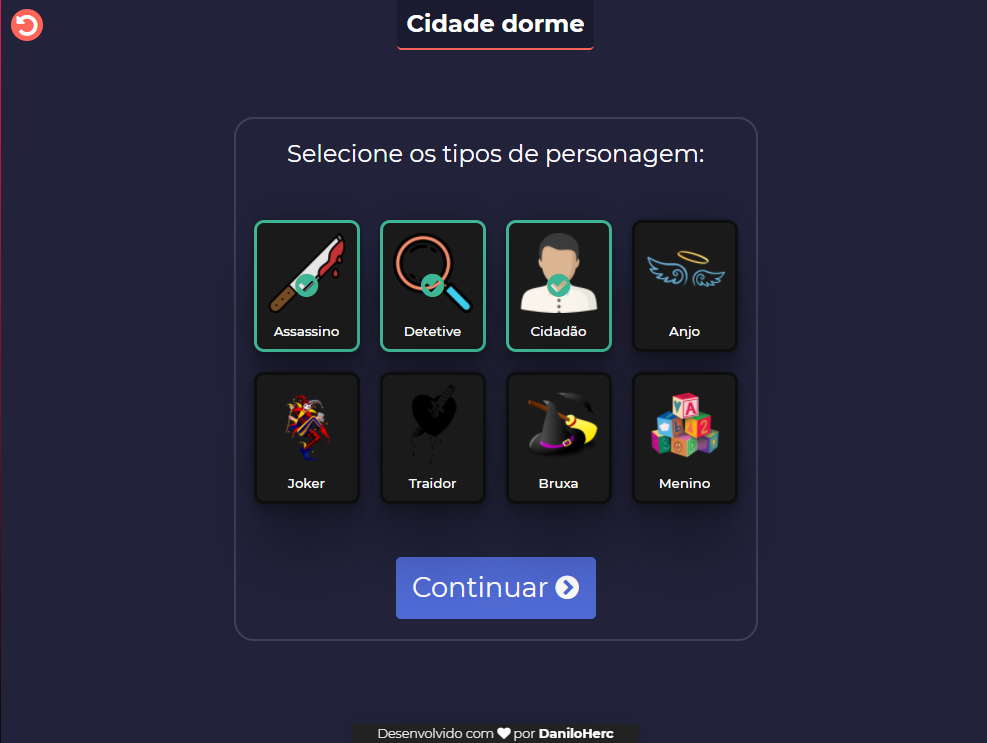 Cidade dorme
Selecione os tipos de personagem:
Assassino
Detetive
Cidadão
Anjo
Joker
Traidor
Bruxa
Menino
Continuar
Desenvolvido com por DaniloHerc